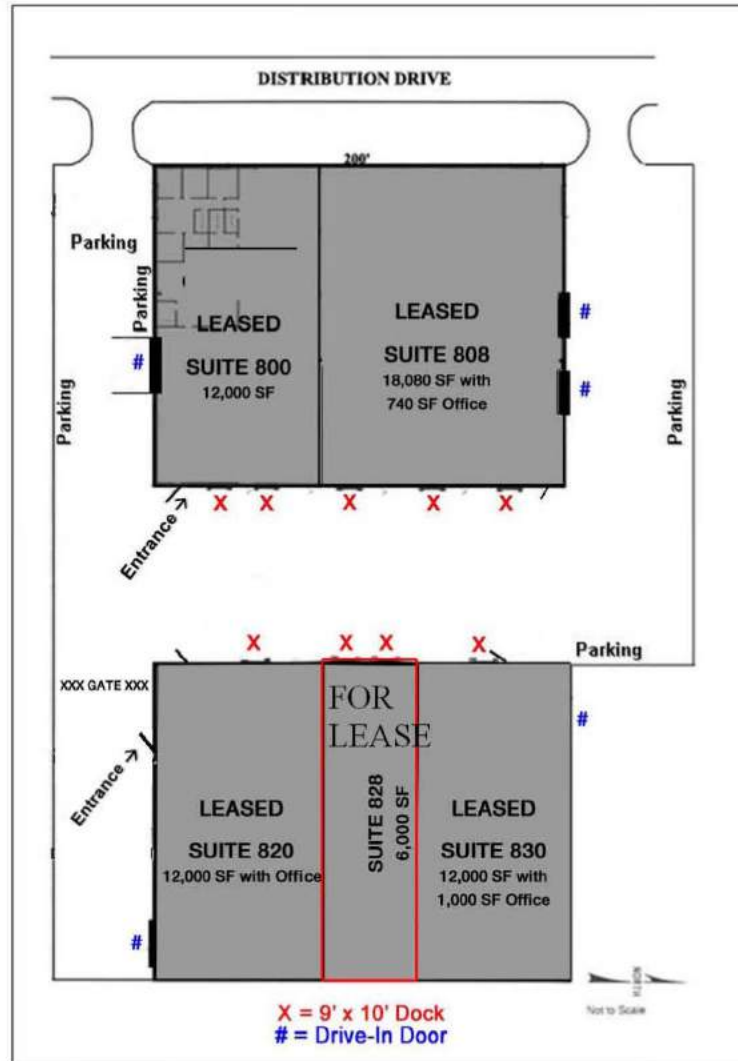 DISTRIBUTION DRIVE
200'
Parking
Parking
Parking
Parking
#
#
#
LEASED
SUITE 800
12,000 SF
LEASED
SUITE 808
18,080 SF with
740 SF Office
X X X X X
Entrance
X X X X
Parking
XXX GATE XXX
#
Entrance
FOR
LEASE
SUITE 828
6,000 SF
LEASED
SUITE 820
12,000 SF with Office
LEASED
SUITE 830
12,000 SF with
1,000 SF Office
#
NORTH
Not to Scale
X = 9' x 10' Dock
# = Drive-In Door